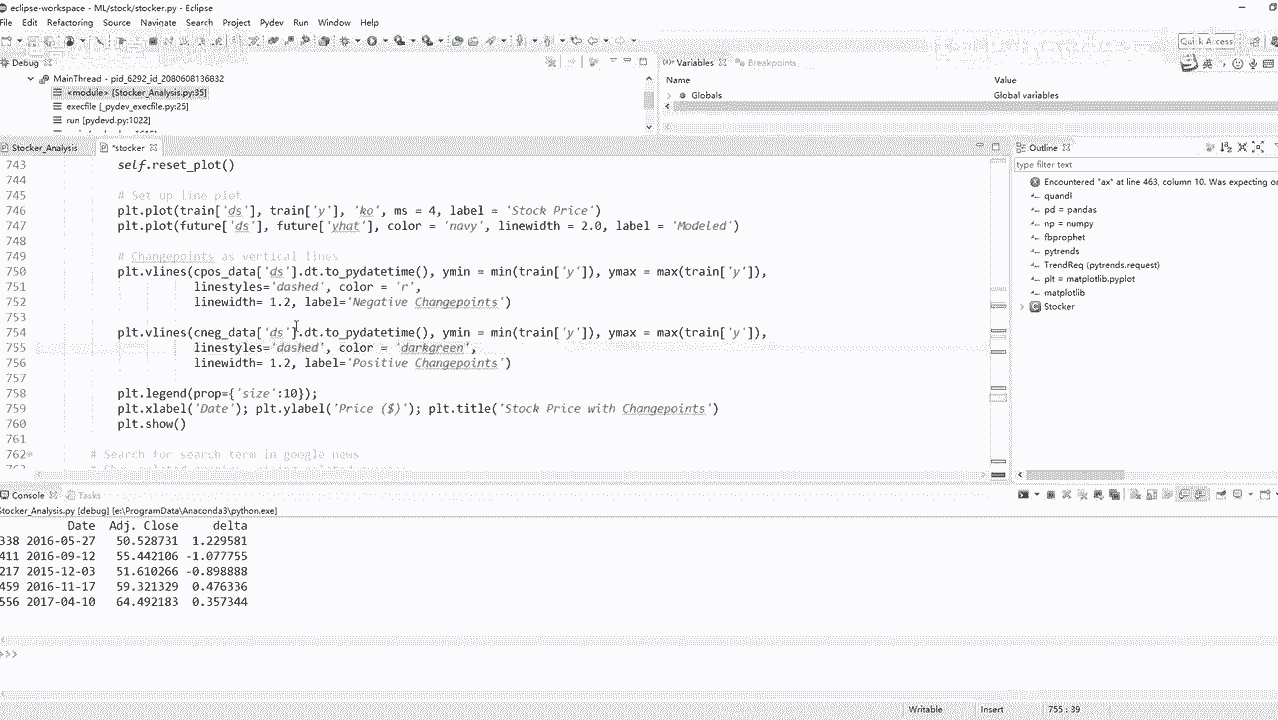 eclipse-workspace - ML/stock/stocker.py - Eclipse
File Edit Refactoring Source Navigate Search Project Pydev Run Window Help
Quick Access
Debug
Variables Breakpoints
MainThread - pid_6292_id_2080608136832
<module> [Stocker_Analysis.py:35]
execfile [_pydev_execfile.py:25]
run [pydevd.py:1022]
Name Value
Globals Global variables
Stocker_Analysis *stocker
743 self.reset_plot()
744
745 # Set up line plot
746 plt.plot(train['ds'], train['y'], 'ko', ms = 4, label = 'Stock Price')
747 plt.plot(future['ds'], future['yhat'], color = 'navy', linewidth = 2.0, label = 'Modeled')
748
749 # Changepoints as vertical lines
750 plt.vlines(cpos_data['ds'].dt.to_pydatetime(), ymin = min(train['y']), ymax = max(train['y']),
751 linestyles='dashed', color = 'r',
752 linewidth= 1.2, label='Negative Changepoints')
753
754 plt.vlines(cneg_data['ds'].dt.to_pydatetime(), ymin = min(train['y']), ymax = max(train['y']),
755 linestyles='dashed', color = 'darkgreen',
756 linewidth= 1.2, label='Positive Changepoints')
757
758 plt.legend(prop={'size':10});
759 plt.xlabel('Date'); plt.ylabel('Price ($)'); plt.title('Stock Price with Changepoints')
760 plt.show()
761
762 # Search for search term in google news
Outline
type filter text
Encountered "ax" at line 463, column 10. Was expecting
quandl
pd = pandas
np = numpy
fbprophet
pytrends
TrendReq (pytrends.request)
plt = matplotlib.pyplot
matplotlib
Stocker
Console Tasks
Stocker_Analysis.py [debug] [e:\ProgramData\Anaconda3\python.exe]
Date Adj. Close delta
338 2016-05-27 50.528731 1.229581
411 2016-09-12 55.442106 -1.077755
217 2015-12-03 51.610266 -0.898888
459 2016-11-17 59.321329 0.476336
556 2017-04-10 64.492183 0.357344
>>>
Writable Insert 755 : 39